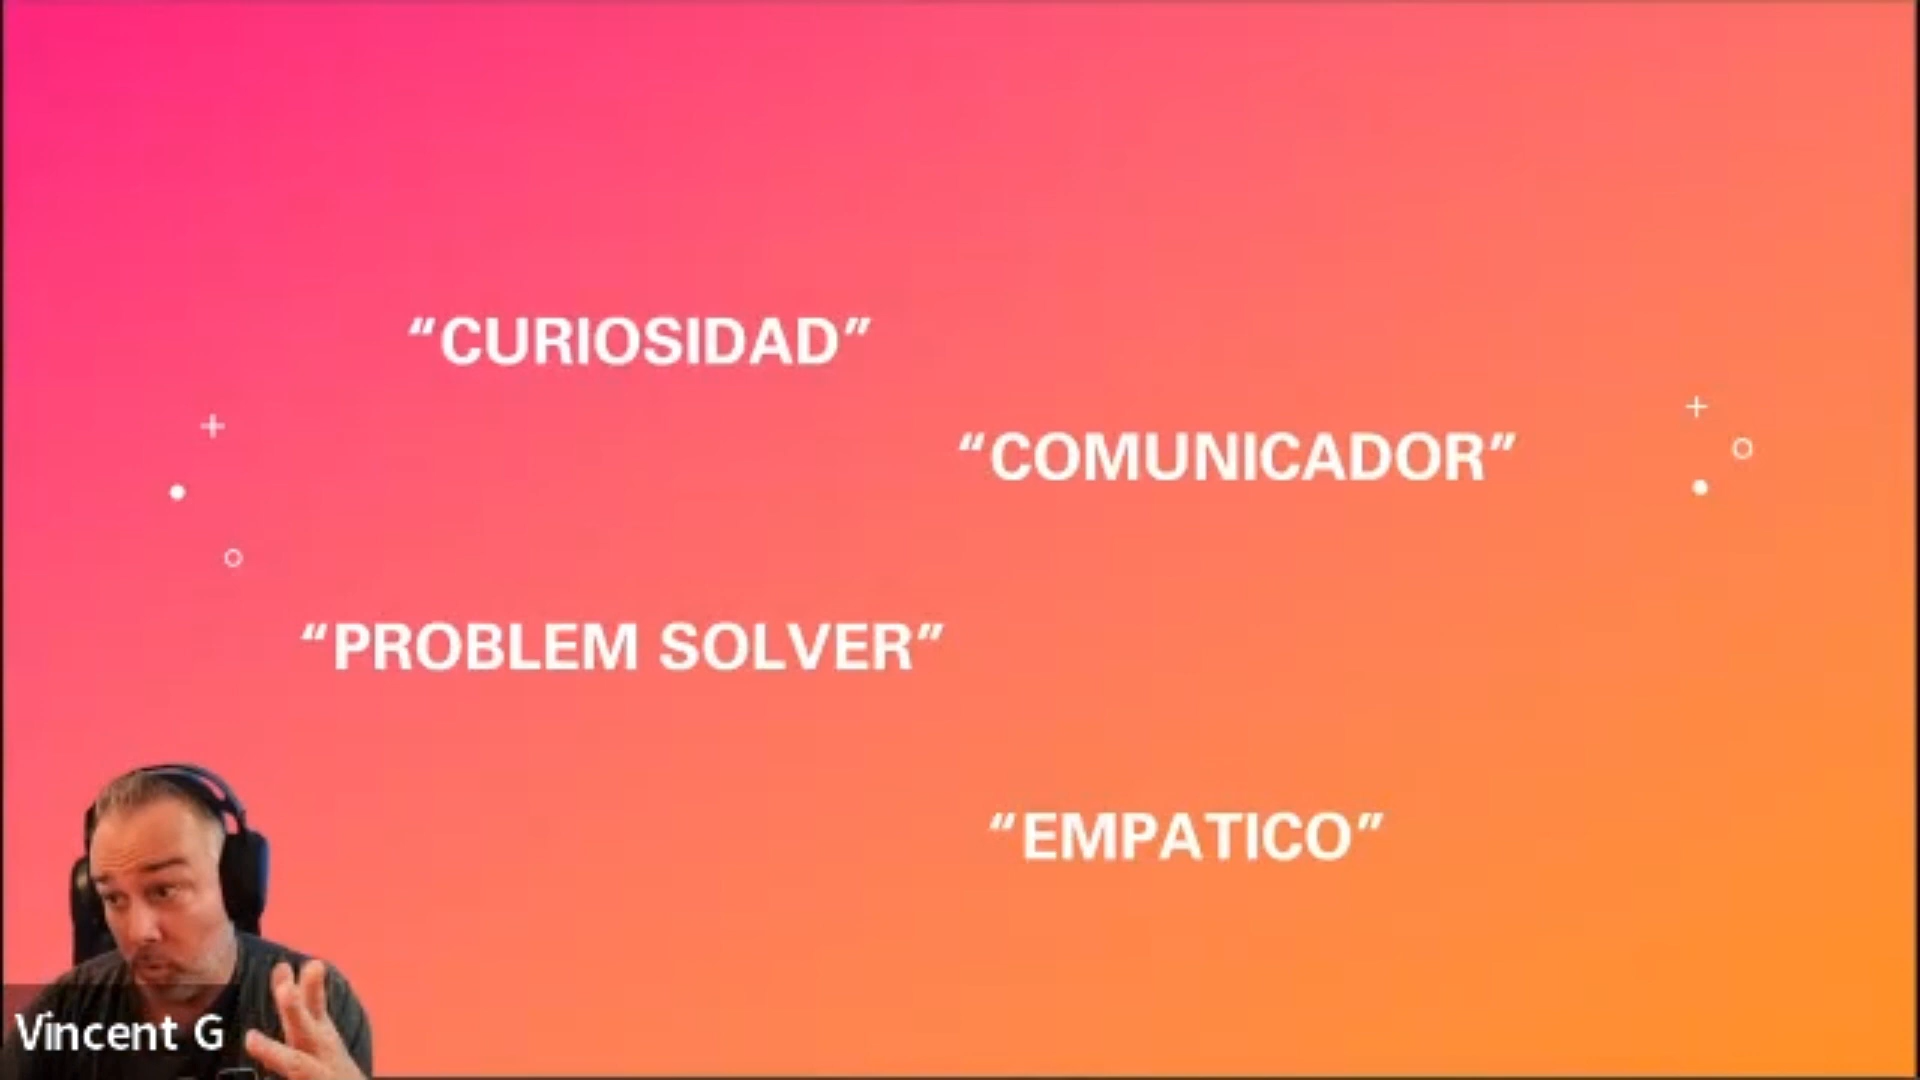 “CURIOSIDAD”
“COMUNICADOR”
“PROBLEM SOLVER”
“EMPATICO”
Vincent G